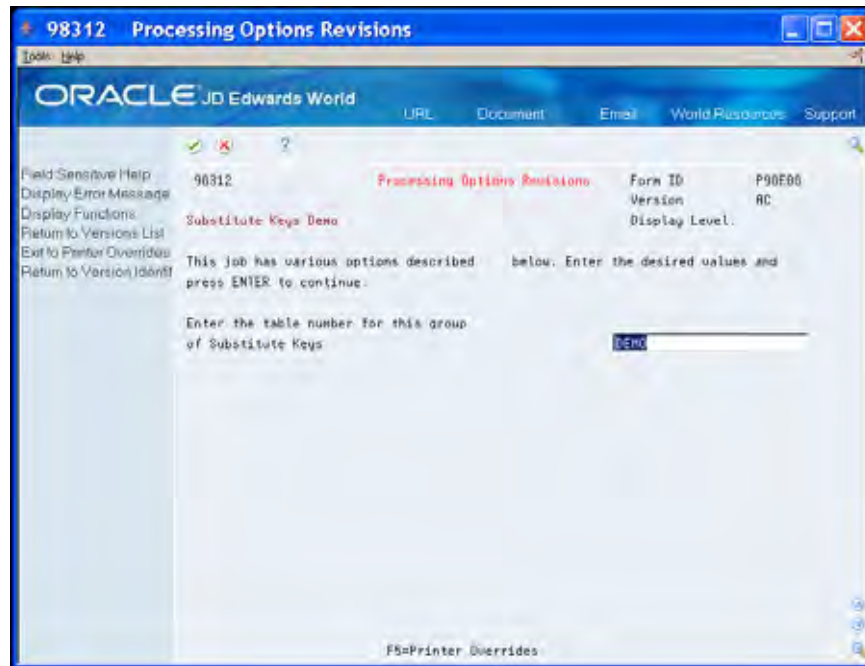 98312 Processing Options Revisions
Tools Help
ORACLE JD Edwards World
URL Document Email World Resources Support
Field Sensitive Help
Display Error Message
Display Functions
Return to Versions List
Exit to Printer Overrides
Return to Version Identif
98312 Processing Options Revisions Form ID P98E00
Version AC
Substitute Keys Demo Display Level.
This job has various options described below. Enter the desired values and
press ENTER to continue.
Enter the table number for this group
of Substitute Keys DEMO
F5=Printer Overrides